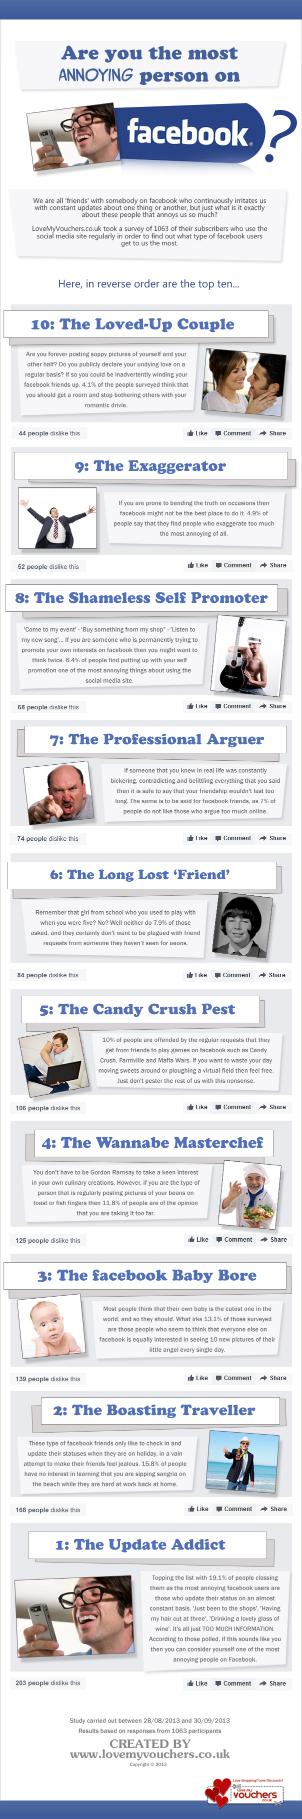 Are you the most
ANNOYING person on
facebook ?
We are all 'friends' with somebody on facebook who continuously irritates us
with constant updates about one thing or another, but just what is it exactly
about these people that annoys us so much?
LoveMyVouchers.co.uk took a survey of 1063 of their subscribers who use the
social media site regularly in order to find out what type of facebook users
get to us the most.
Here, in reverse order are the top ten...
10: The Loved-Up Couple
Are you forever posting soppy pictures of yourself and your
other half? Do you publicly declare your undying love on a
regular basis? If so you could be inadvertently winding your
facebook friends up. 4.1% of the people surveyed think that
you should get a room and stop bothering others with your
romantic drivle.
44 people dislike this
Like Comment Share
9: The Exaggerator
If you are prone to bending the truth on occasions then
facebook might not be the best place to do it. 4.9% of
people say that they find people who exaggerate too much
the most annoying of all.
52 people dislike this
Like Comment Share
8: The Shameless Self Promoter
'Come to my event' - 'Buy something from my shop" - 'Listen to
my new song'... If you are someone who is permanently trying to
promote your own interests on facebook then you might want to
think twice. 6.4% of people find putting up with your self
promotion one of the most annoying things about using the
social media site.
68 people dislike this
Like Comment Share
7: The Professional Arguer
If someone that you knew in real life was constantly
bickering, contradicting and belittling everything that you said
then it is safe to say that your friendship wouldn't last too
long. The same is to be said for facebook friends, as 7% of
people do not like those who argue too much online.
74 people dislike this
Like Comment Share
6: The Long Lost 'Friend'
Remember that girl from school who you used to play with
when you were five? No? Well neither do 7.9% of those
asked, and they certainly don't want to be plagued with friend
requests from someone they haven't seen for aeons.
84 people dislike this
Like Comment Share
5: The Candy Crush Pest
10% of people are offended by the regular requests that they
get from friends to play games on facebook such as Candy
Crush, Farmville and Mafia Wars. If you want to waste your day
moving sweets around or ploughing a virtual field then feel free.
Just don't pester the rest of us with this nonsense.
106 people dislike this
Like Comment Share
4: The Wannabe Masterchef
You don't have to be Gordon Ramsay to take a keen interest
in your own culinary creations. However, if you are the type of
person that is regularly posting pictures of your beans on
toast or fish fingers then 11.8% of people are of the opinion
that you are taking it too far.
125 people dislike this
Like Comment Share
3: The facebook Baby Bore
Most people think that their own baby is the cutest one in the
world, and so they should. What irks 13.1% of those surveyed
are those people who seem to think that everyone else on
facebook is equally interested in seeing 10 new pictures of their
little angel every single day.
139 people dislike this
Like Comment Share
2: The Boasting Traveller
These type of facebook friends only like to check in and
update their statuses when they are on holiday, in a vain
attempt to make their friends feel jealous. 15.8% of people
have no interest in learning that you are sipping sangria on
the beach while they are hard at work back at home.
168 people dislike this
Like Comment Share
1: The Update Addict
Topping the list with 19.1% of people classing
them as the most annoying facebook users are
those who update their status on an almost
constant basis. 'Just been to the shops'. 'Having
my hair cut at three'. 'Drinking a lovely glass of
wine'. It's all just TOO MUCH INFORMATION.
According to those polled, if this sounds like you
then you can consider yourself one of the most
annoying people on Facebook.
203 people dislike this
Like Comment Share
Study carried out between 28/08/2013 and 30/09/2013
Results based on responses from 1063 participants
CREATED BY
www.lovemyvouchers.co.uk
Copyright © 2013
Love Shopping? Love Discounts?
love my
vouchers
.co.uk